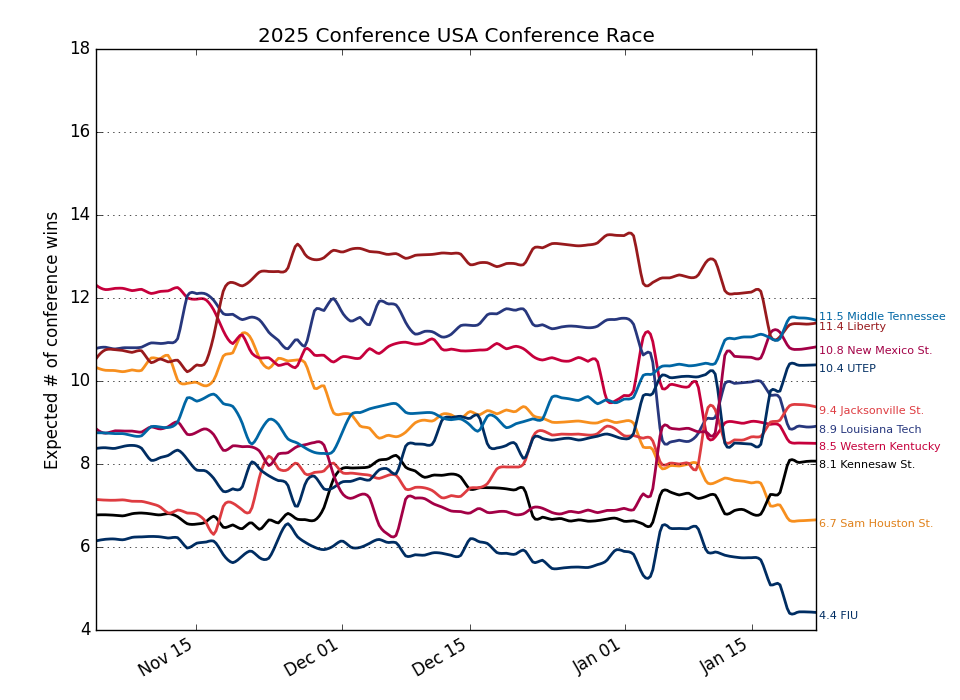 2025 Conference USA Conference Race
Expected # of conference wins
18
16
14
12
10
8
6
4
Nov 15
Dec 01
Dec 15
Jan 01
Jan 15
11.5 Middle Tennessee
11.4 Liberty
10.8 New Mexico St.
10.4 UTEP
9.4 Jacksonville St.
8.9 Louisiana Tech
8.5 Western Kentucky
8.1 Kennesaw St.
6.7 Sam Houston St.
4.4 FIU